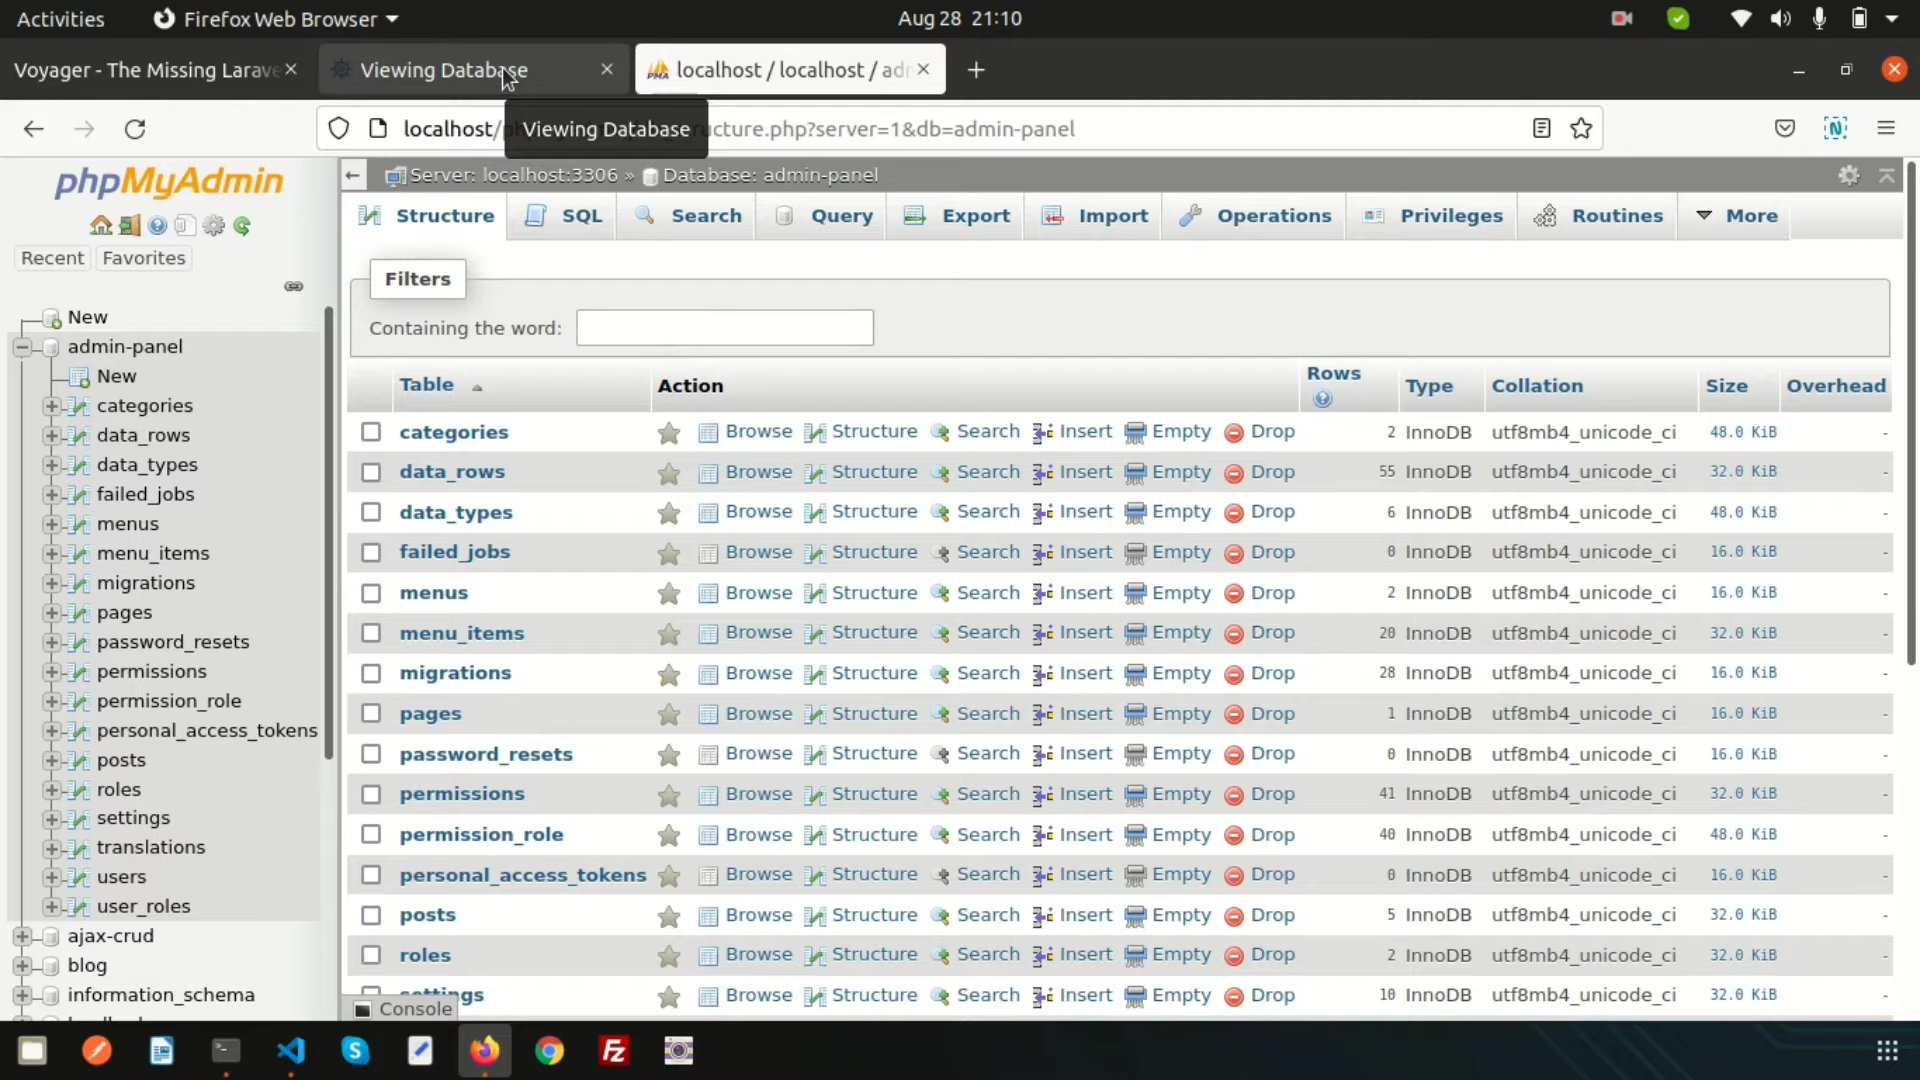 Activities Firefox Web Browser Aug 28 21:10
Voyager - The Missing Larave Viewing Database localhost / localhost / adm
localhost/ ucture.php?server=1&db=admin-panel
Viewing Database
phpMyAdmin
Recent Favorites
New
admin-panel
New
categories
data_rows
data_types
failed_jobs
menus
menu_items
migrations
pages
password_resets
permissions
permission_role
personal_access_tokens
posts
roles
settings
translations
users
user_roles
ajax-crud
blog
information_schema
Server: localhost:3306 » Database: admin-panel
Structure SQL Search Query Export Import Operations Privileges Routines More
Filters
Containing the word:
Table Action Rows Type Collation Size Overhead
categories Browse Structure Search Insert Empty Drop 2 InnoDB utf8mb4_unicode_ci 48.0 KiB -
data_rows Browse Structure Search Insert Empty Drop 55 InnoDB utf8mb4_unicode_ci 32.0 KiB -
data_types Browse Structure Search Insert Empty Drop 6 InnoDB utf8mb4_unicode_ci 48.0 KiB -
failed_jobs Browse Structure Search Insert Empty Drop 0 InnoDB utf8mb4_unicode_ci 16.0 KiB -
menus Browse Structure Search Insert Empty Drop 2 InnoDB utf8mb4_unicode_ci 16.0 KiB -
menu_items Browse Structure Search Insert Empty Drop 20 InnoDB utf8mb4_unicode_ci 32.0 KiB -
migrations Browse Structure Search Insert Empty Drop 28 InnoDB utf8mb4_unicode_ci 16.0 KiB -
pages Browse Structure Search Insert Empty Drop 1 InnoDB utf8mb4_unicode_ci 16.0 KiB -
password_resets Browse Structure Search Insert Empty Drop 0 InnoDB utf8mb4_unicode_ci 16.0 KiB -
permissions Browse Structure Search Insert Empty Drop 41 InnoDB utf8mb4_unicode_ci 32.0 KiB -
permission_role Browse Structure Search Insert Empty Drop 40 InnoDB utf8mb4_unicode_ci 48.0 KiB -
personal_access_tokens Browse Structure Search Insert Empty Drop 0 InnoDB utf8mb4_unicode_ci 16.0 KiB -
posts Browse Structure Search Insert Empty Drop 5 InnoDB utf8mb4_unicode_ci 32.0 KiB -
roles Browse Structure Search Insert Empty Drop 2 InnoDB utf8mb4_unicode_ci 32.0 KiB -
settings Browse Structure Search Insert Empty Drop 10 InnoDB utf8mb4_unicode_ci 32.0 KiB -
Console